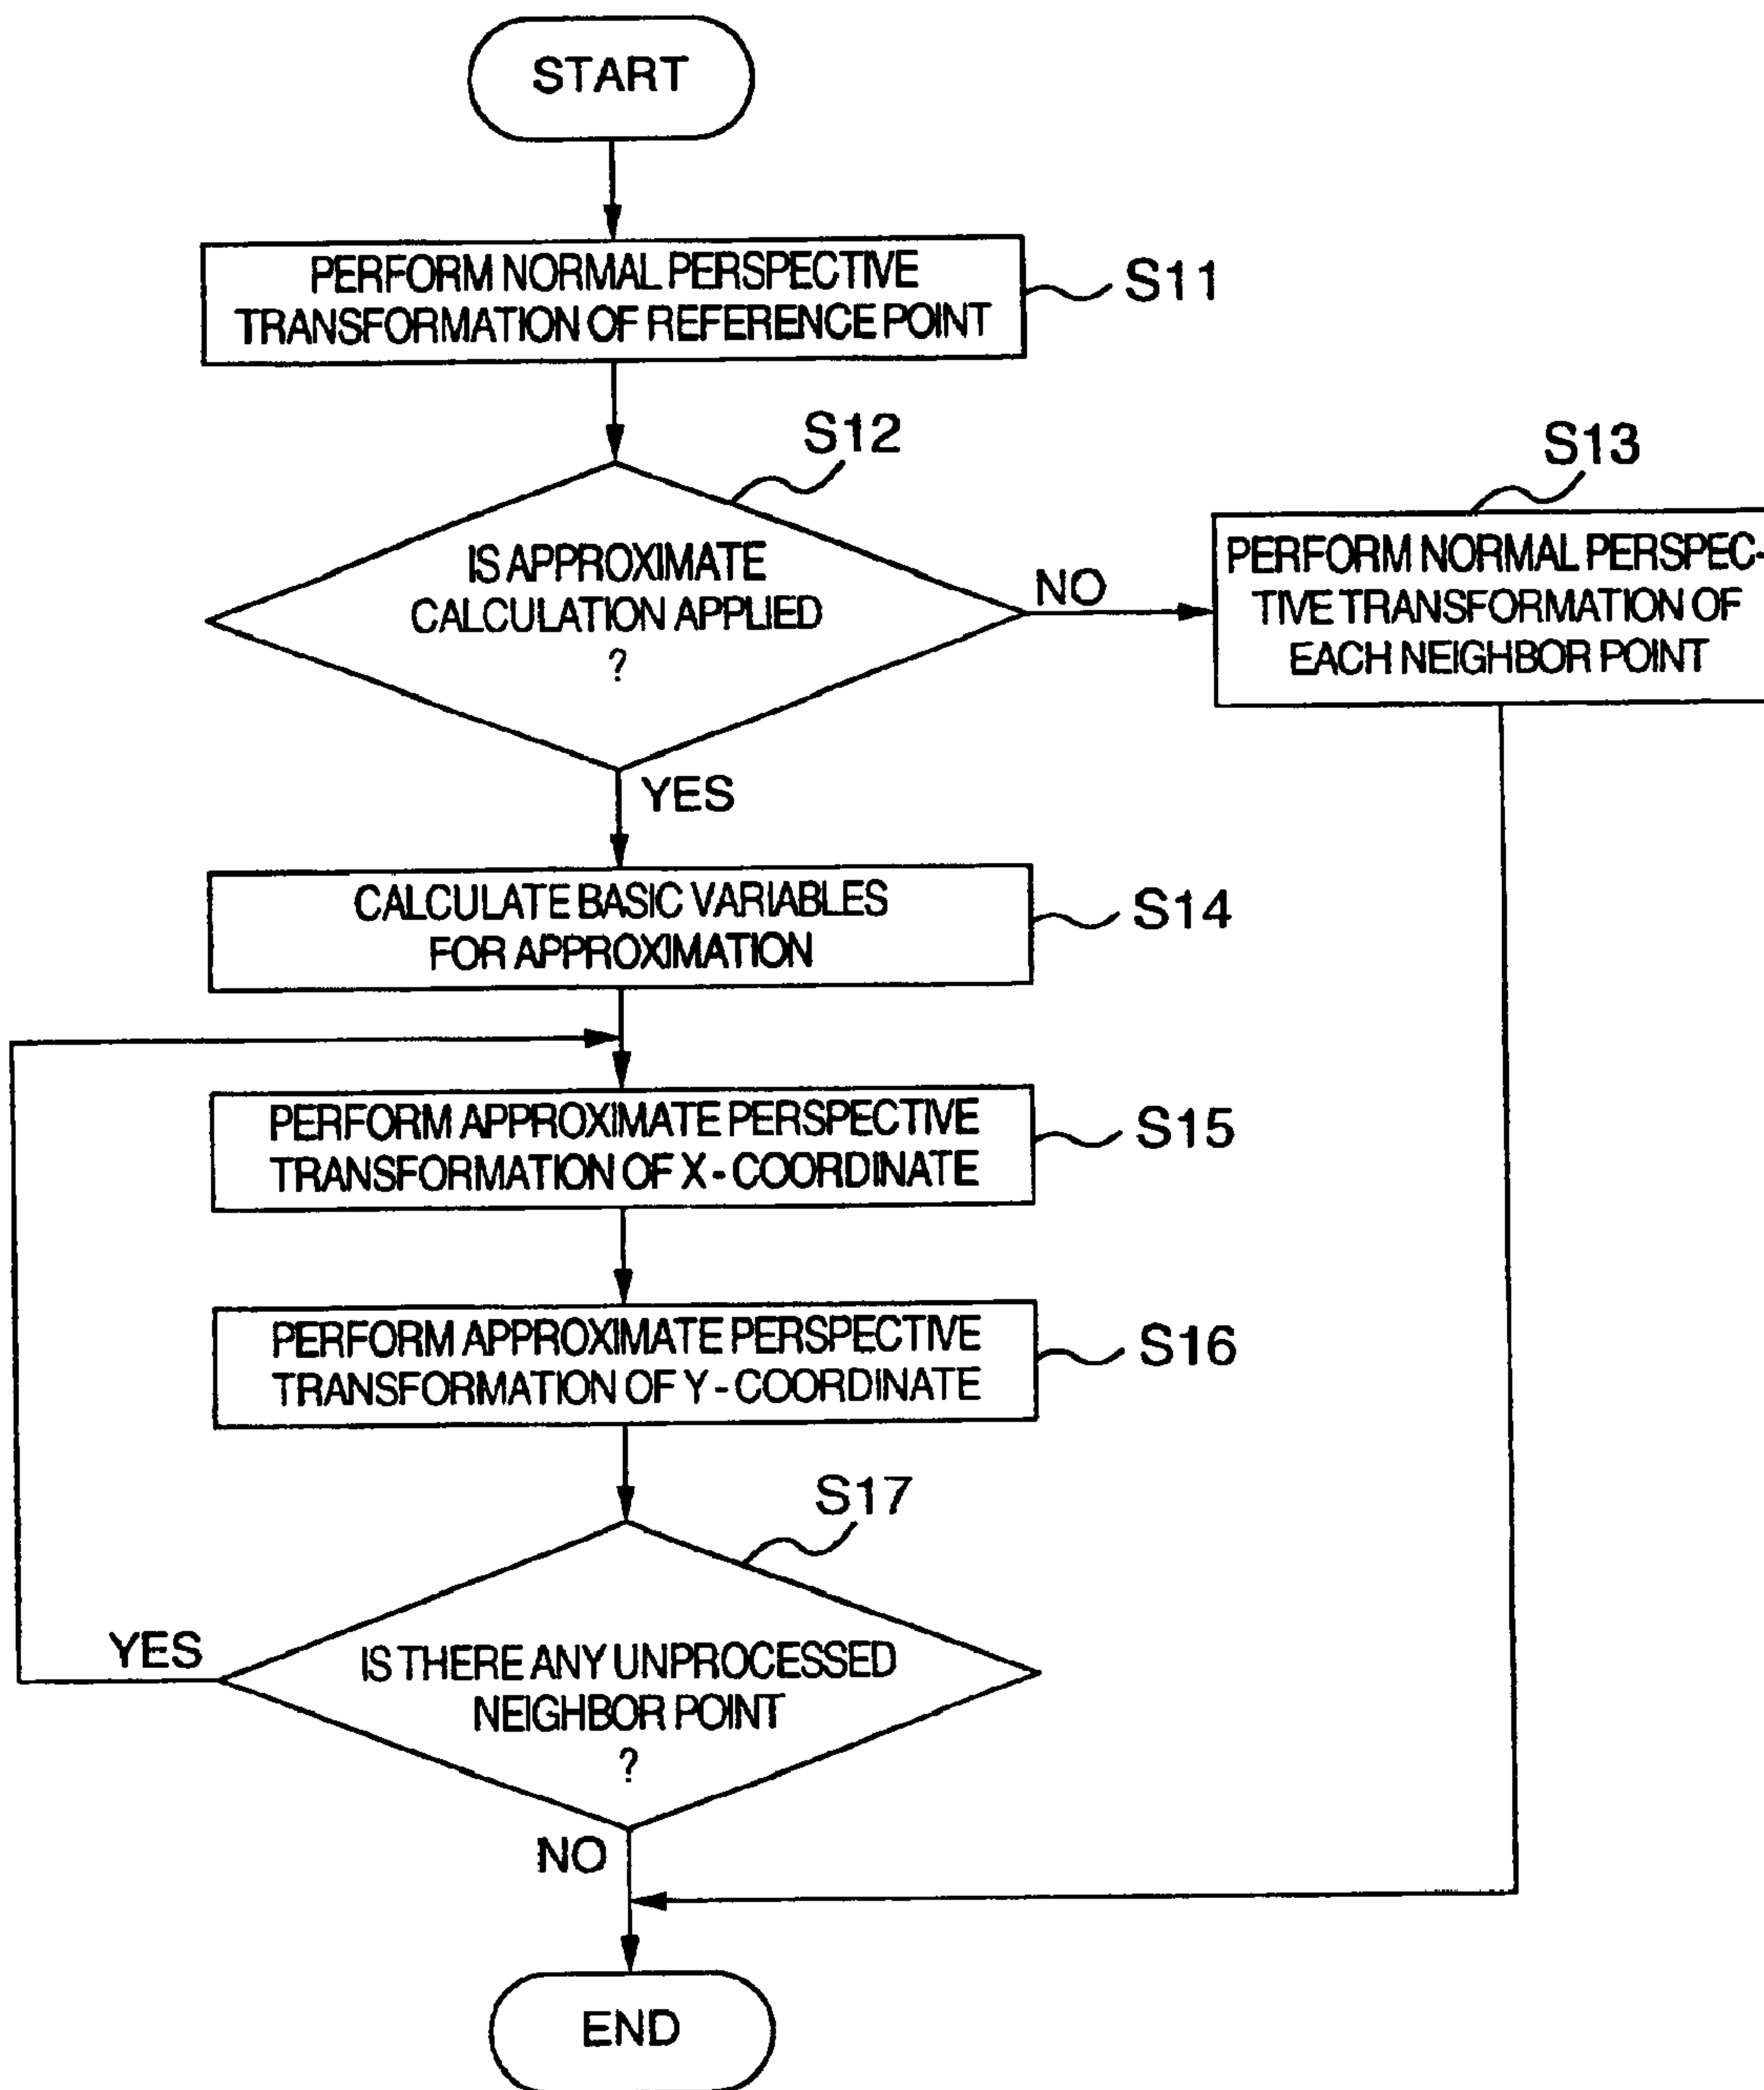 START
PERFORM NORMAL PERSPECTIVE
TRANSFORMATION OF REFERENCE POINT
S11
S12
IS APPROXIMATE
CALCULATION APPLIED
?
NO
S13
PERFORM NORMAL PERSPEC-
TIVE TRANSFORMATION OF
EACH NEIGHBOR POINT
YES
CALCULATE BASIC VARIABLES
FOR APPROXIMATION
S14
PERFORM APPROXIMATE PERSPECTIVE
TRANSFORMATION OF X-COORDINATE
S15
PERFORM APPROXIMATE PERSPECTIVE
TRANSFORMATION OF Y-COORDINATE
S16
S17
YES
IS THERE ANY UNPROCESSED
NEIGHBOR POINT
?
NO
END